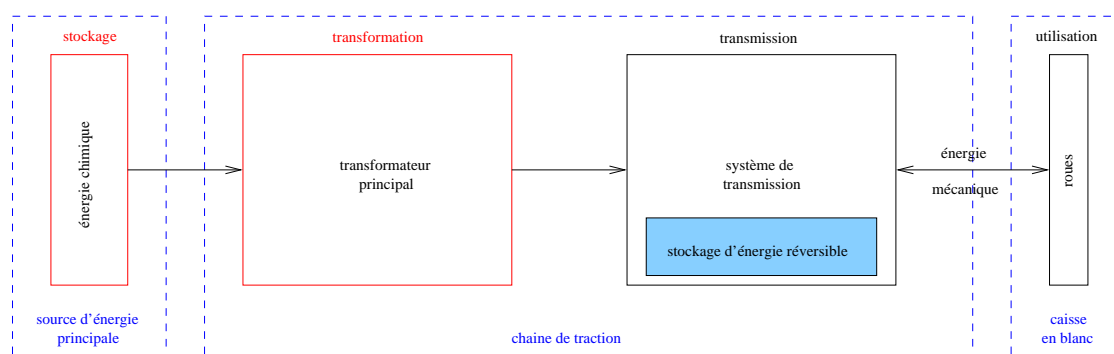 stockage
transformation
transmission
utilisation
énergie chimique
transformateur
principal
système de
transmission
stockage d'énergie réversible
énergie
mécanique
roues
source d'énergie
principale
chaine de traction
caisse
en blanc